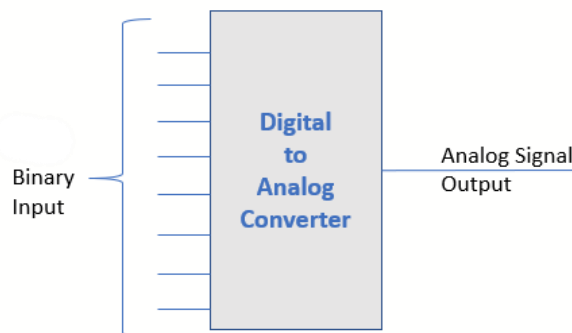 Binary
Input
Digital
to
Analog
Converter
Analog Signal
Output